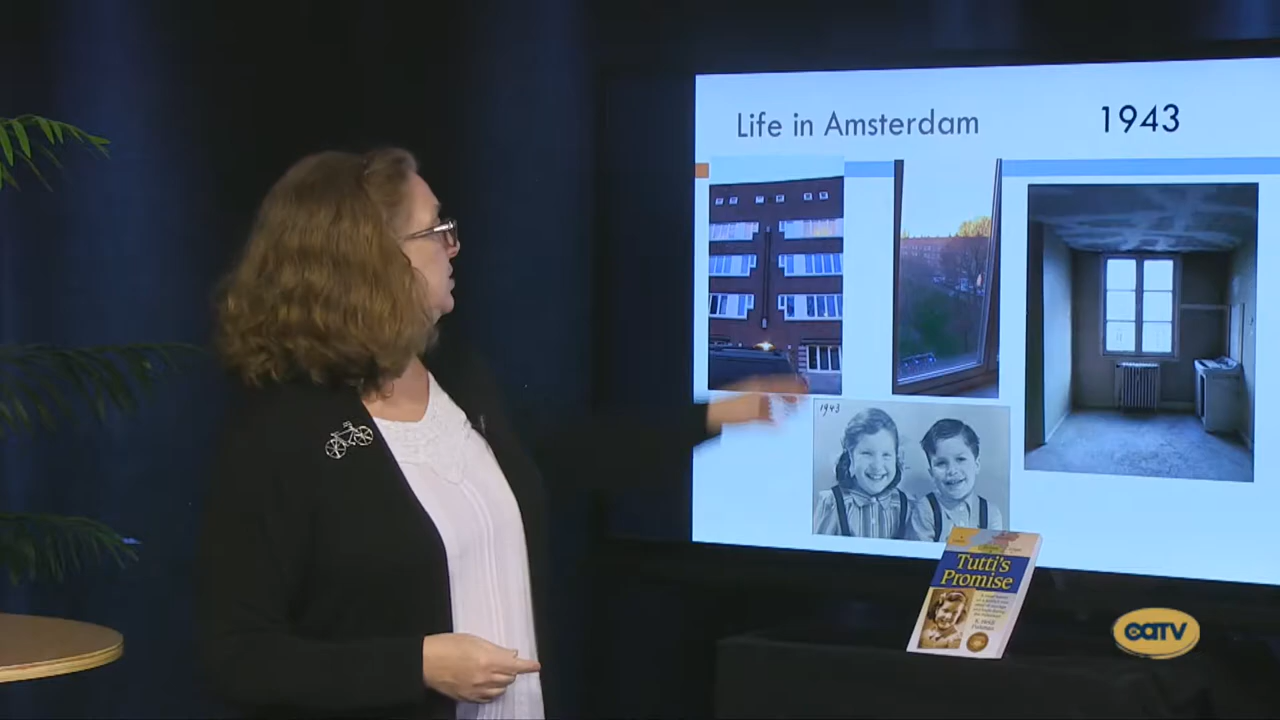 Life in Amsterdam
1943
1943
Tutti's
Promise
K. Heidi
Fishman
CATV